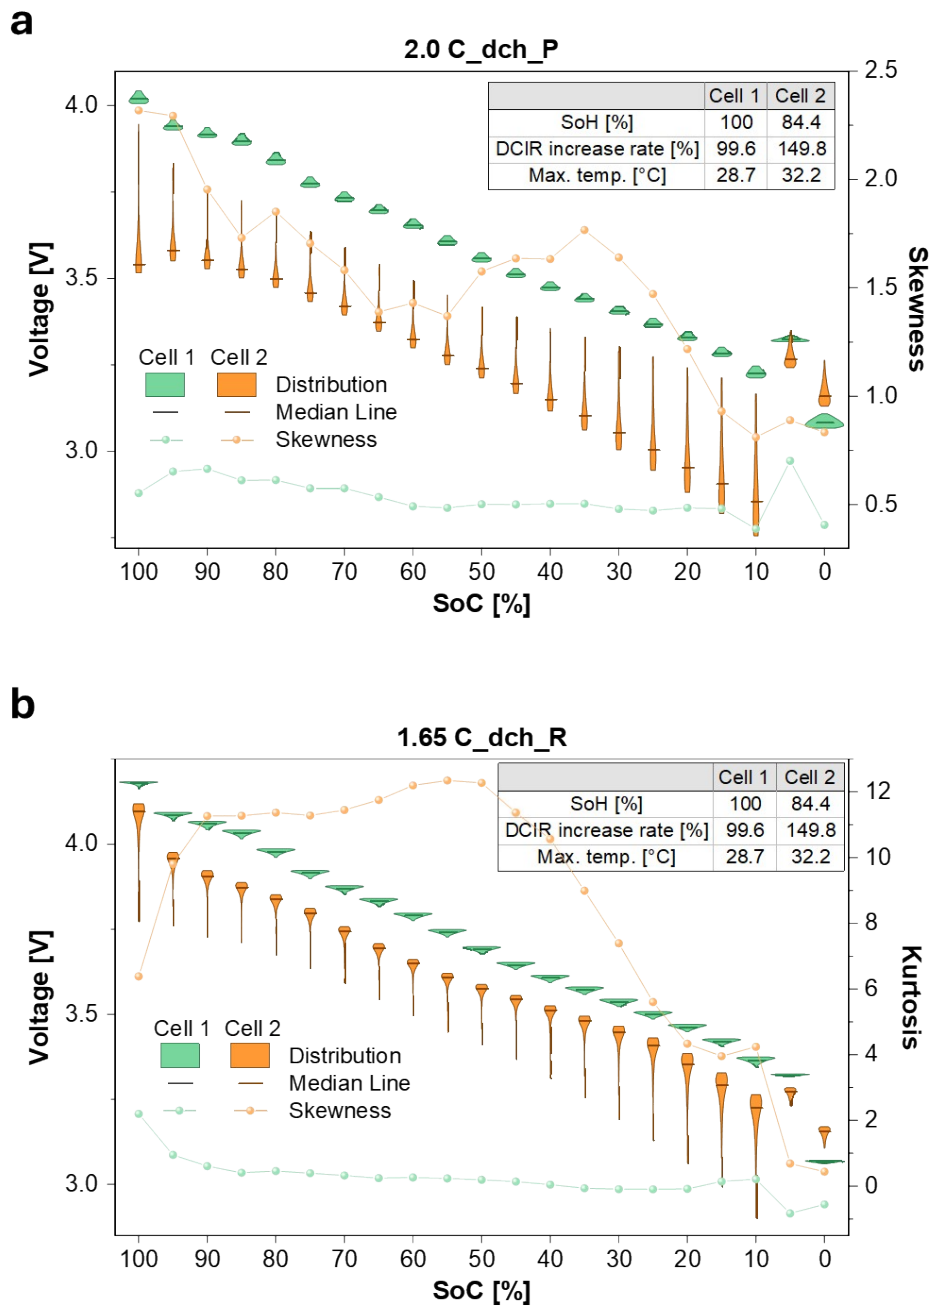 a
2.0 C_dch_P
Cell 1 Cell 2
SoH [%] 100 84.4
DCIR increase rate [%] 99.6 149.8
Max. temp. [°C] 28.7 32.2
Voltage [V]
4.0
3.5
3.0
Skewness
2.5
2.0
1.5
1.0
0.5
Cell 1 Cell 2
Distribution
Median Line
Skewness
100 90 80 70 60 50 40 30 20 10 0
SoC [%]
b
1.65 C_dch_R
Cell 1 Cell 2
SoH [%] 100 84.4
DCIR increase rate [%] 99.6 149.8
Max. temp. [°C] 28.7 32.2
Voltage [V]
4.0
3.5
3.0
Kurtosis
12
10
8
6
4
2
0
Cell 1 Cell 2
Distribution
Median Line
Skewness
100 90 80 70 60 50 40 30 20 10 0
SoC [%]